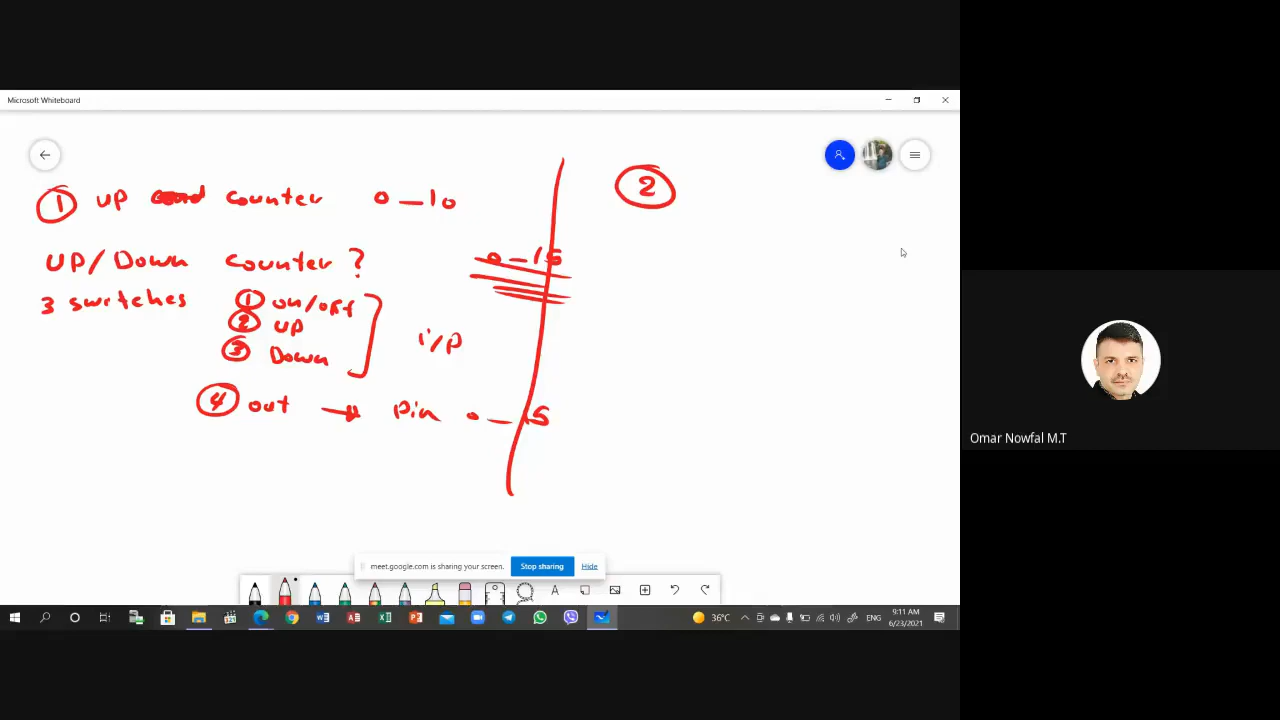 Microsoft Whiteboard
1 UP counter 0 _ 10
2
UP/Down counter ?
0 _ 15
3 switches 1 on/off
2 UP
3 Down
i/p
4 out → Pin 0 _ 15
meet.google.com is sharing your screen. Stop sharing Hide
Omar Nowfal M.T
36°C ENG 9:11 AM
6/23/2021